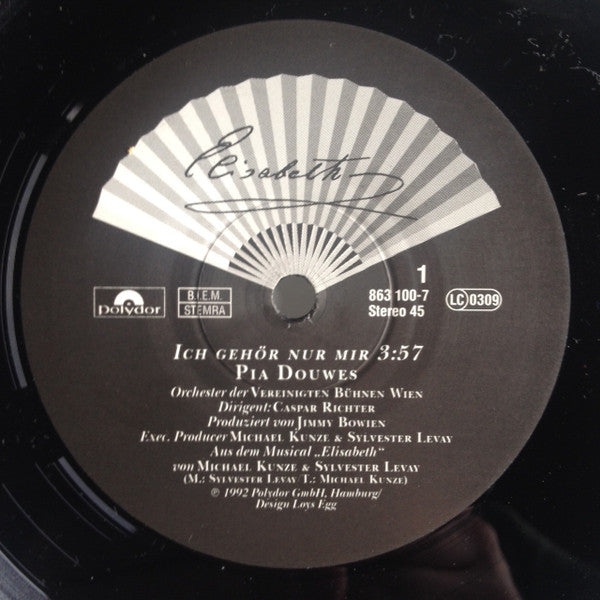 Elisabeth
1
polydor
B.I.E.M.
STEMRA
863 100-7
Stereo 45
LC 0309
ICH GEHÖR NUR MIR 3:57
PIA DOUWES
Orchester der VEREINIGTEN BÜHNEN WIEN
Dirigent: CASPAR RICHTER
Produziert von JIMMY BOWIEN
Exec. Producer MICHAEL KUNZE & SYLVESTER LEVAY
Aus dem Musical „Elisabeth“
von MICHAEL KUNZE & SYLVESTER LEVAY
(M.: SYLVESTER LEVAY T.: MICHAEL KUNZE)
℗ 1992 Polydor GmbH, Hamburg/
Design Loys Egg